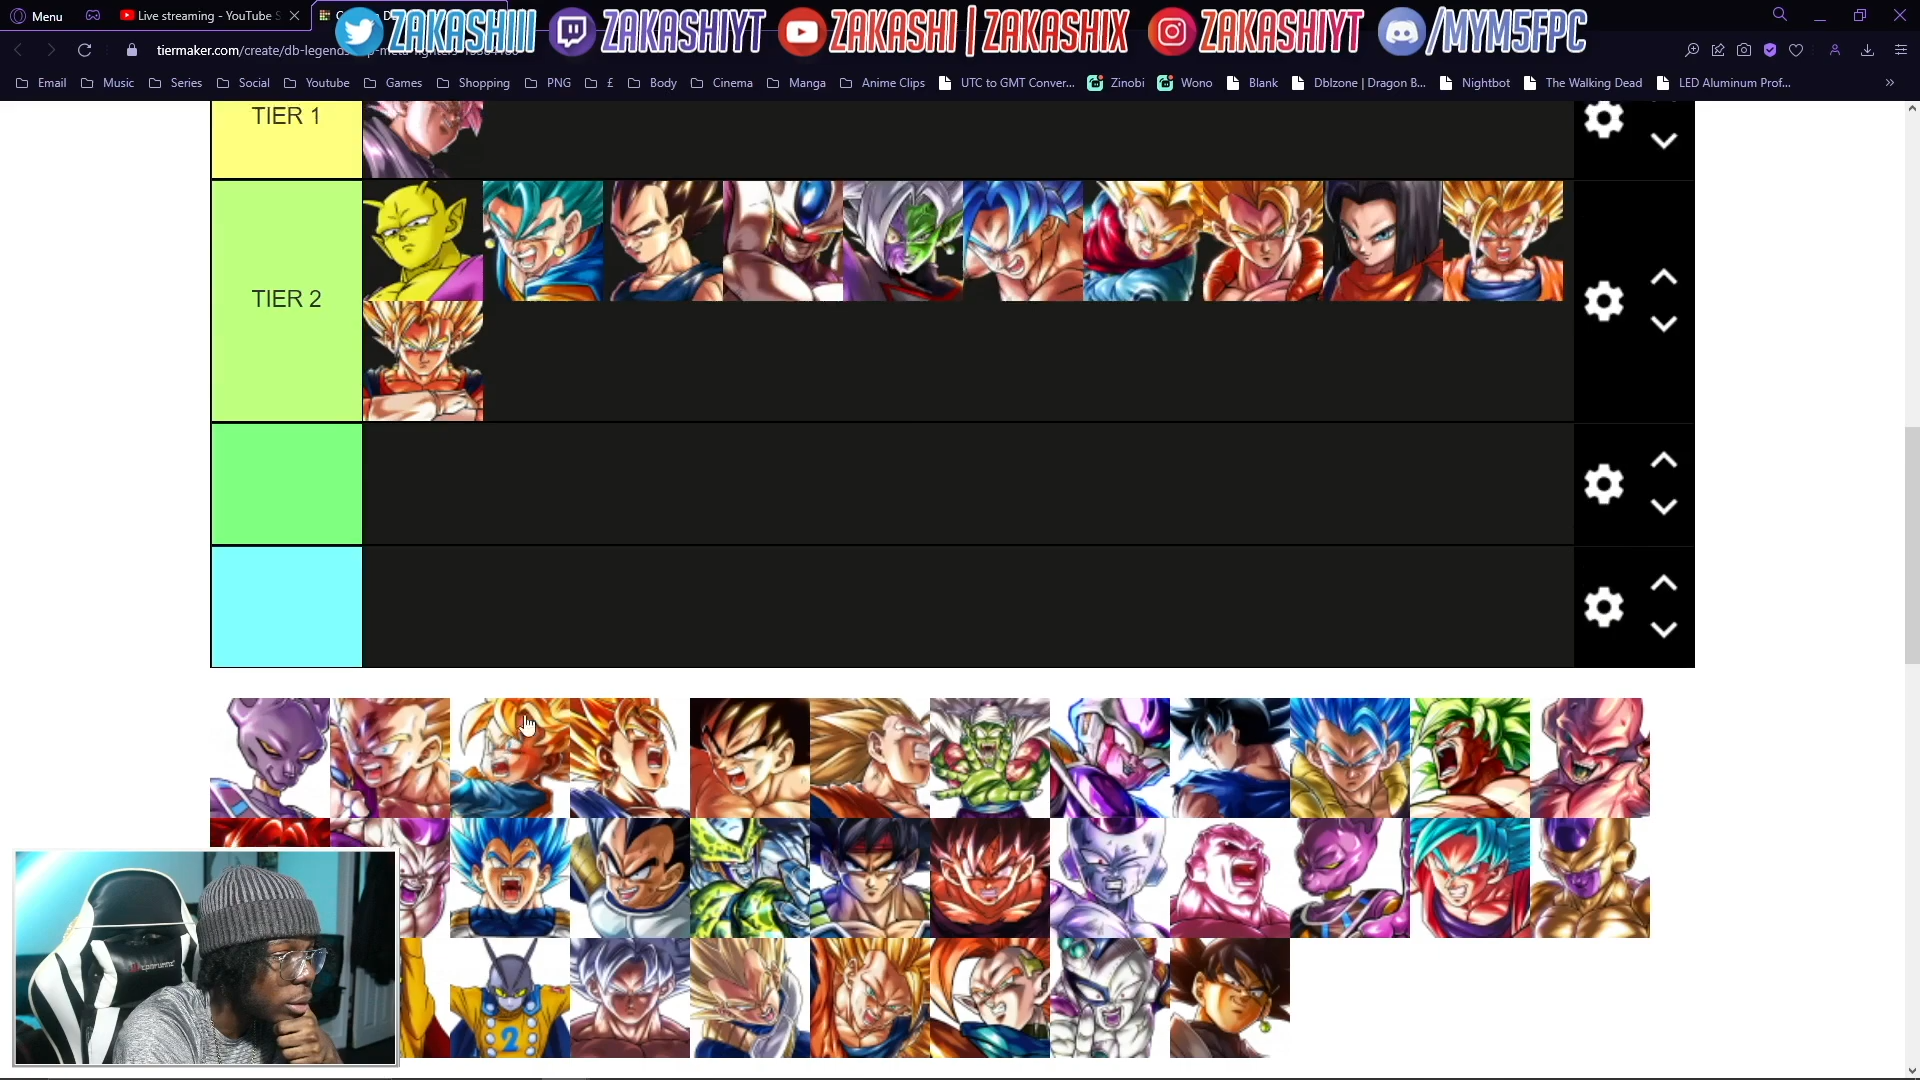 Menu
Live streaming - YouTube S
ZAKASHIII
ZAKASHIYT
ZAKASHI | ZAKASHIX
ZAKASHIYT
/MYM5FPC
tiermaker.com/create/db-legends
Email
Music
Series
Social
Youtube
Games
Shopping
PNG
£
Body
Cinema
Manga
Anime Clips
UTC to GMT Conver...
Zinobi
Wono
Blank
Dblzone | Dragon B...
Nightbot
The Walking Dead
LED Aluminum Prof...
TIER 1
TIER 2
2